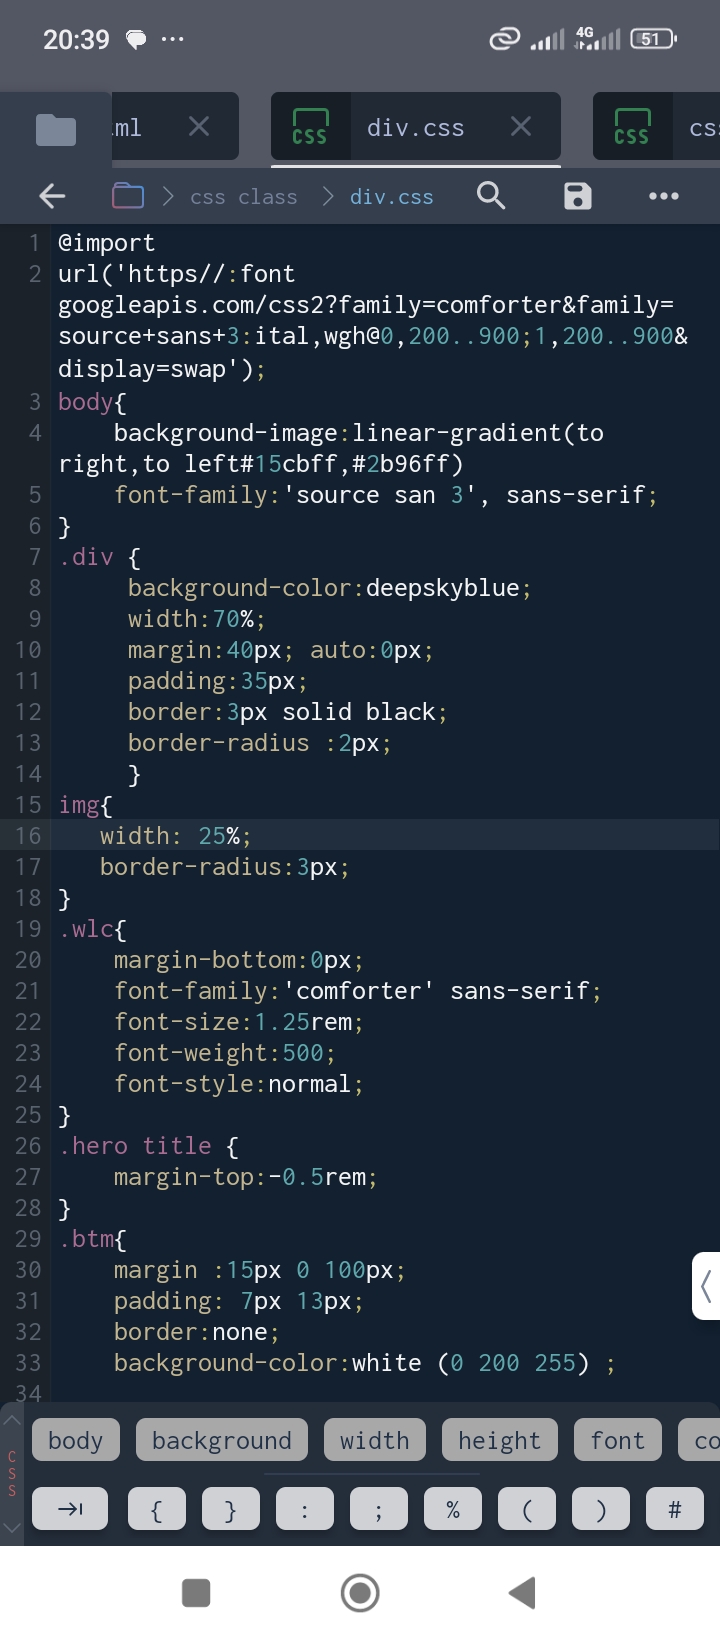 20:39 ... 4G 51
ml × CSS div.css × CSS cs
css class > div.css
1 @import
2 url('https//:font
googleapis.com/css2?family=comforter&family=
source+sans+3:ital,wgh@0,200..900;1,200..900&
display=swap');
3 body{
4 background-image:linear-gradient(to
right,to left#15cbff,#2b96ff)
5 font-family:'source san 3', sans-serif;
6 }
7 .div {
8 background-color:deepskyblue;
9 width:70%;
10 margin:40px; auto:0px;
11 padding:35px;
12 border:3px solid black;
13 border-radius :2px;
14 }
15 img{
16 width: 25%;
17 border-radius:3px;
18 }
19 .wlc{
20 margin-bottom:0px;
21 font-family:'comforter' sans-serif;
22 font-size:1.25rem;
23 font-weight:500;
24 font-style:normal;
25 }
26 .hero title {
27 margin-top:-0.5rem;
28 }
29 .btm{
30 margin :15px 0 100px;
31 padding: 7px 13px;
32 border:none;
33 background-color:white (0 200 255) ;
34
CSS
body background width height font co
{ } : ; % ( ) #